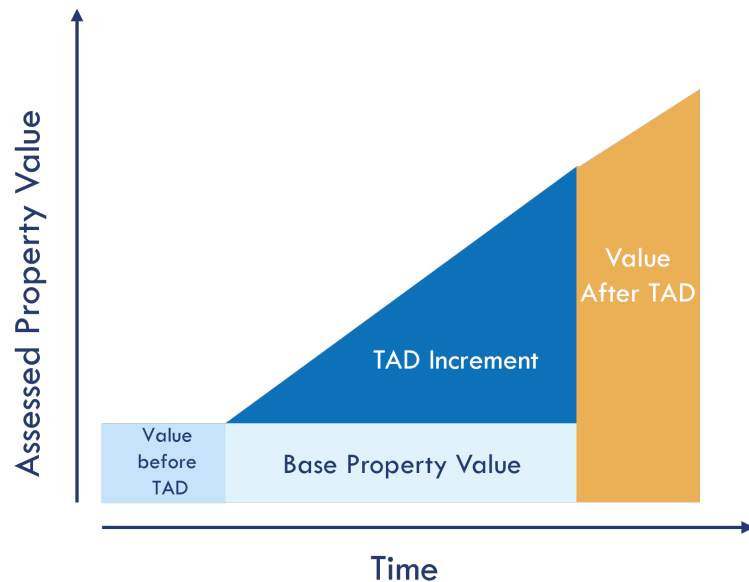 Assessed Property Value
Value
After TAD
TAD Increment
Value
before
TAD
Base Property Value
Time